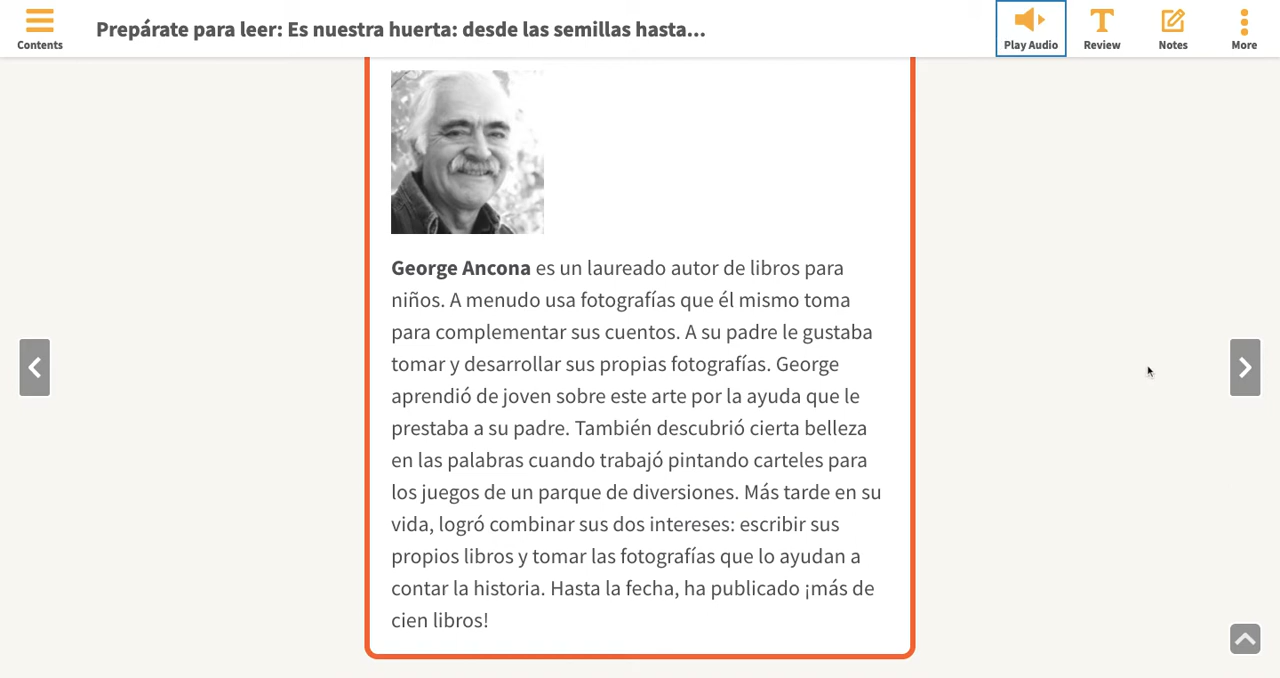 Contents
Prepárate para leer: Es nuestra huerta: desde las semillas hasta...
Play Audio
Review
Notes
More
George Ancona es un laureado autor de libros para
niños. A menudo usa fotografías que él mismo toma
para complementar sus cuentos. A su padre le gustaba
tomar y desarrollar sus propias fotografías. George
aprendió de joven sobre este arte por la ayuda que le
prestaba a su padre. También descubrió cierta belleza
en las palabras cuando trabajó pintando carteles para
los juegos de un parque de diversiones. Más tarde en su
vida, logró combinar sus dos intereses: escribir sus
propios libros y tomar las fotografías que lo ayudan a
contar la historia. Hasta la fecha, ha publicado ¡más de
cien libros!